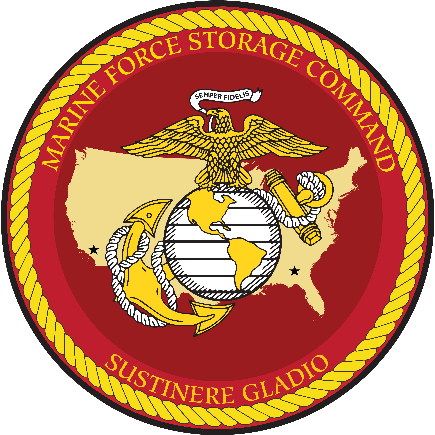 MARINE FORCE STORAGE COMMAND
SEMPER FIDELIS
SUSTINERE GLADIO